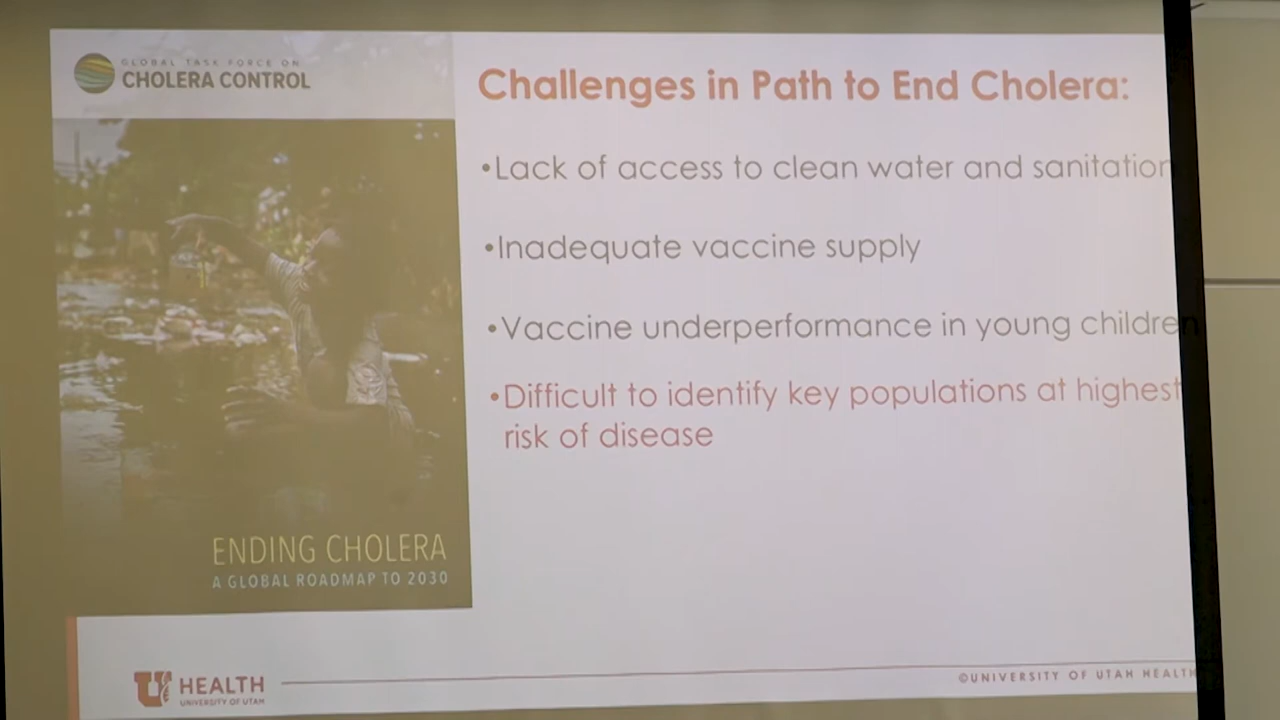 GLOBAL TASK FORCE ON
CHOLERA CONTROL
Challenges in Path to End Cholera:
•Lack of access to clean water and sanitation
•Inadequate vaccine supply
•Vaccine underperformance in young children
•Difficult to identify key populations at highest
risk of disease
ENDING CHOLERA
A GLOBAL ROADMAP TO 2030
U HEALTH
UNIVERSITY OF UTAH
©UNIVERSITY OF UTAH HEALTH